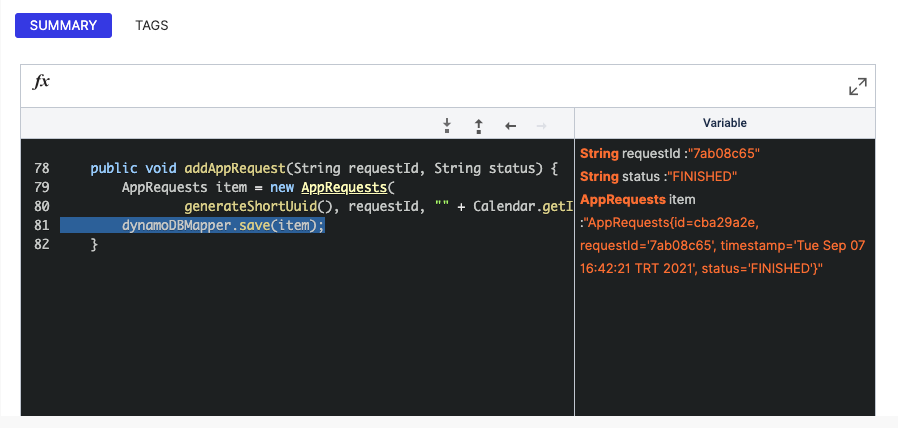 SUMMARY TAGS
fx
Variable
78 public void addAppRequest(String requestId, String status) {
79 AppRequests item = new AppRequests(
80 generateShortUuid(), requestId, "" + Calendar.getI
81 dynamoDBMapper.save(item);
82 }
String requestId :"7ab08c65"
String status :"FINISHED"
AppRequests item
:"AppRequests{id=cba29a2e,
requestId='7ab08c65', timestamp='Tue Sep 07
16:42:21 TRT 2021', status='FINISHED'}"